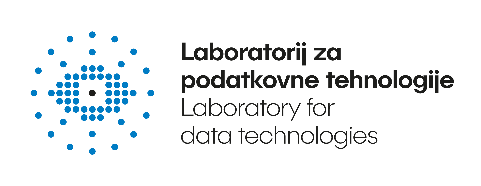 Laboratorij za
podatkovne tehnologije
Laboratory for
data technologies